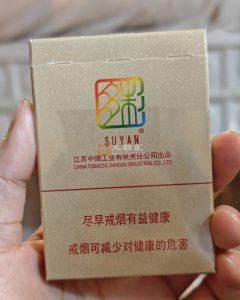 SUYAN®
江苏中烟工业有限责任公司出品
CHINA TOBACCO JIANGSU INDUSTRIAL CO.,LTD
尽早戒烟有益健康
戒烟可减少对健康的危害